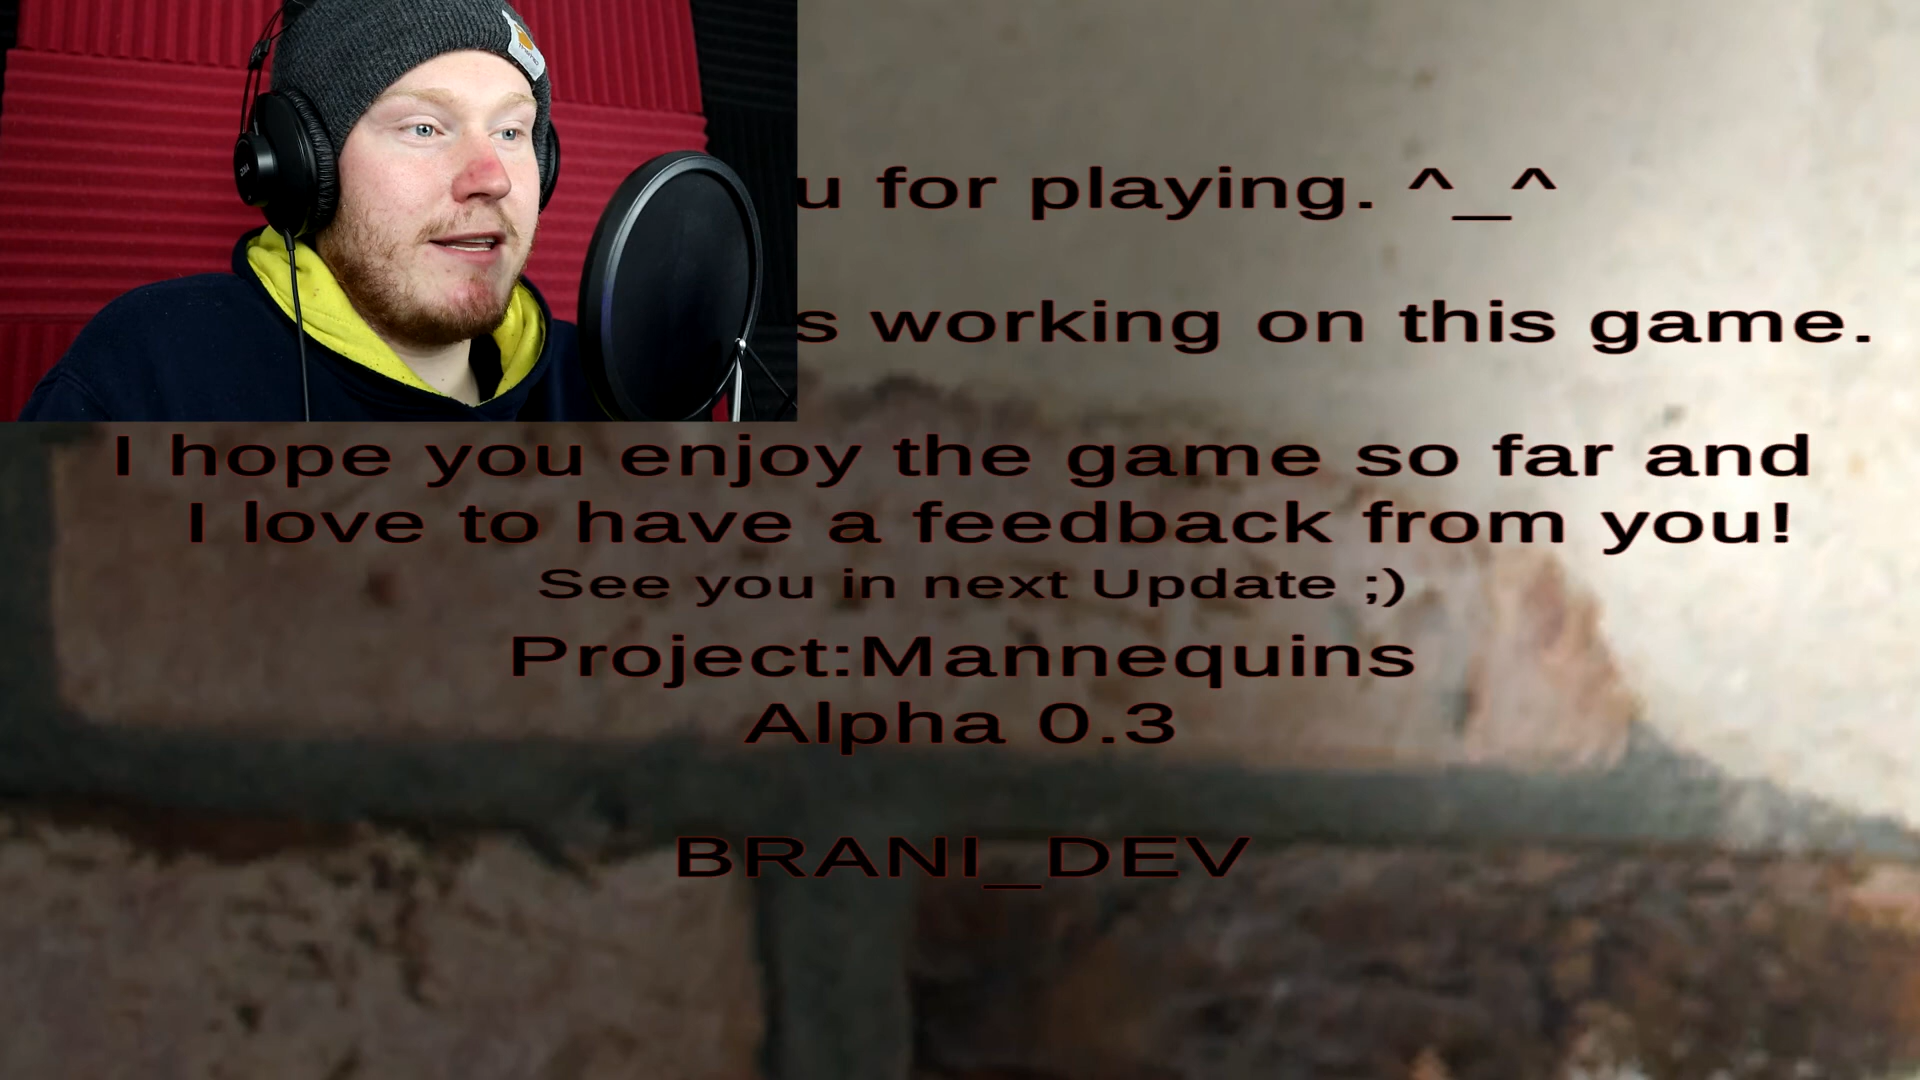 u for playing. ^_^
s working on this game.
I hope you enjoy the game so far and
I love to have a feedback from you!
See you in next Update ;)
Project:Mannequins
Alpha 0.3
BRANI_DEV